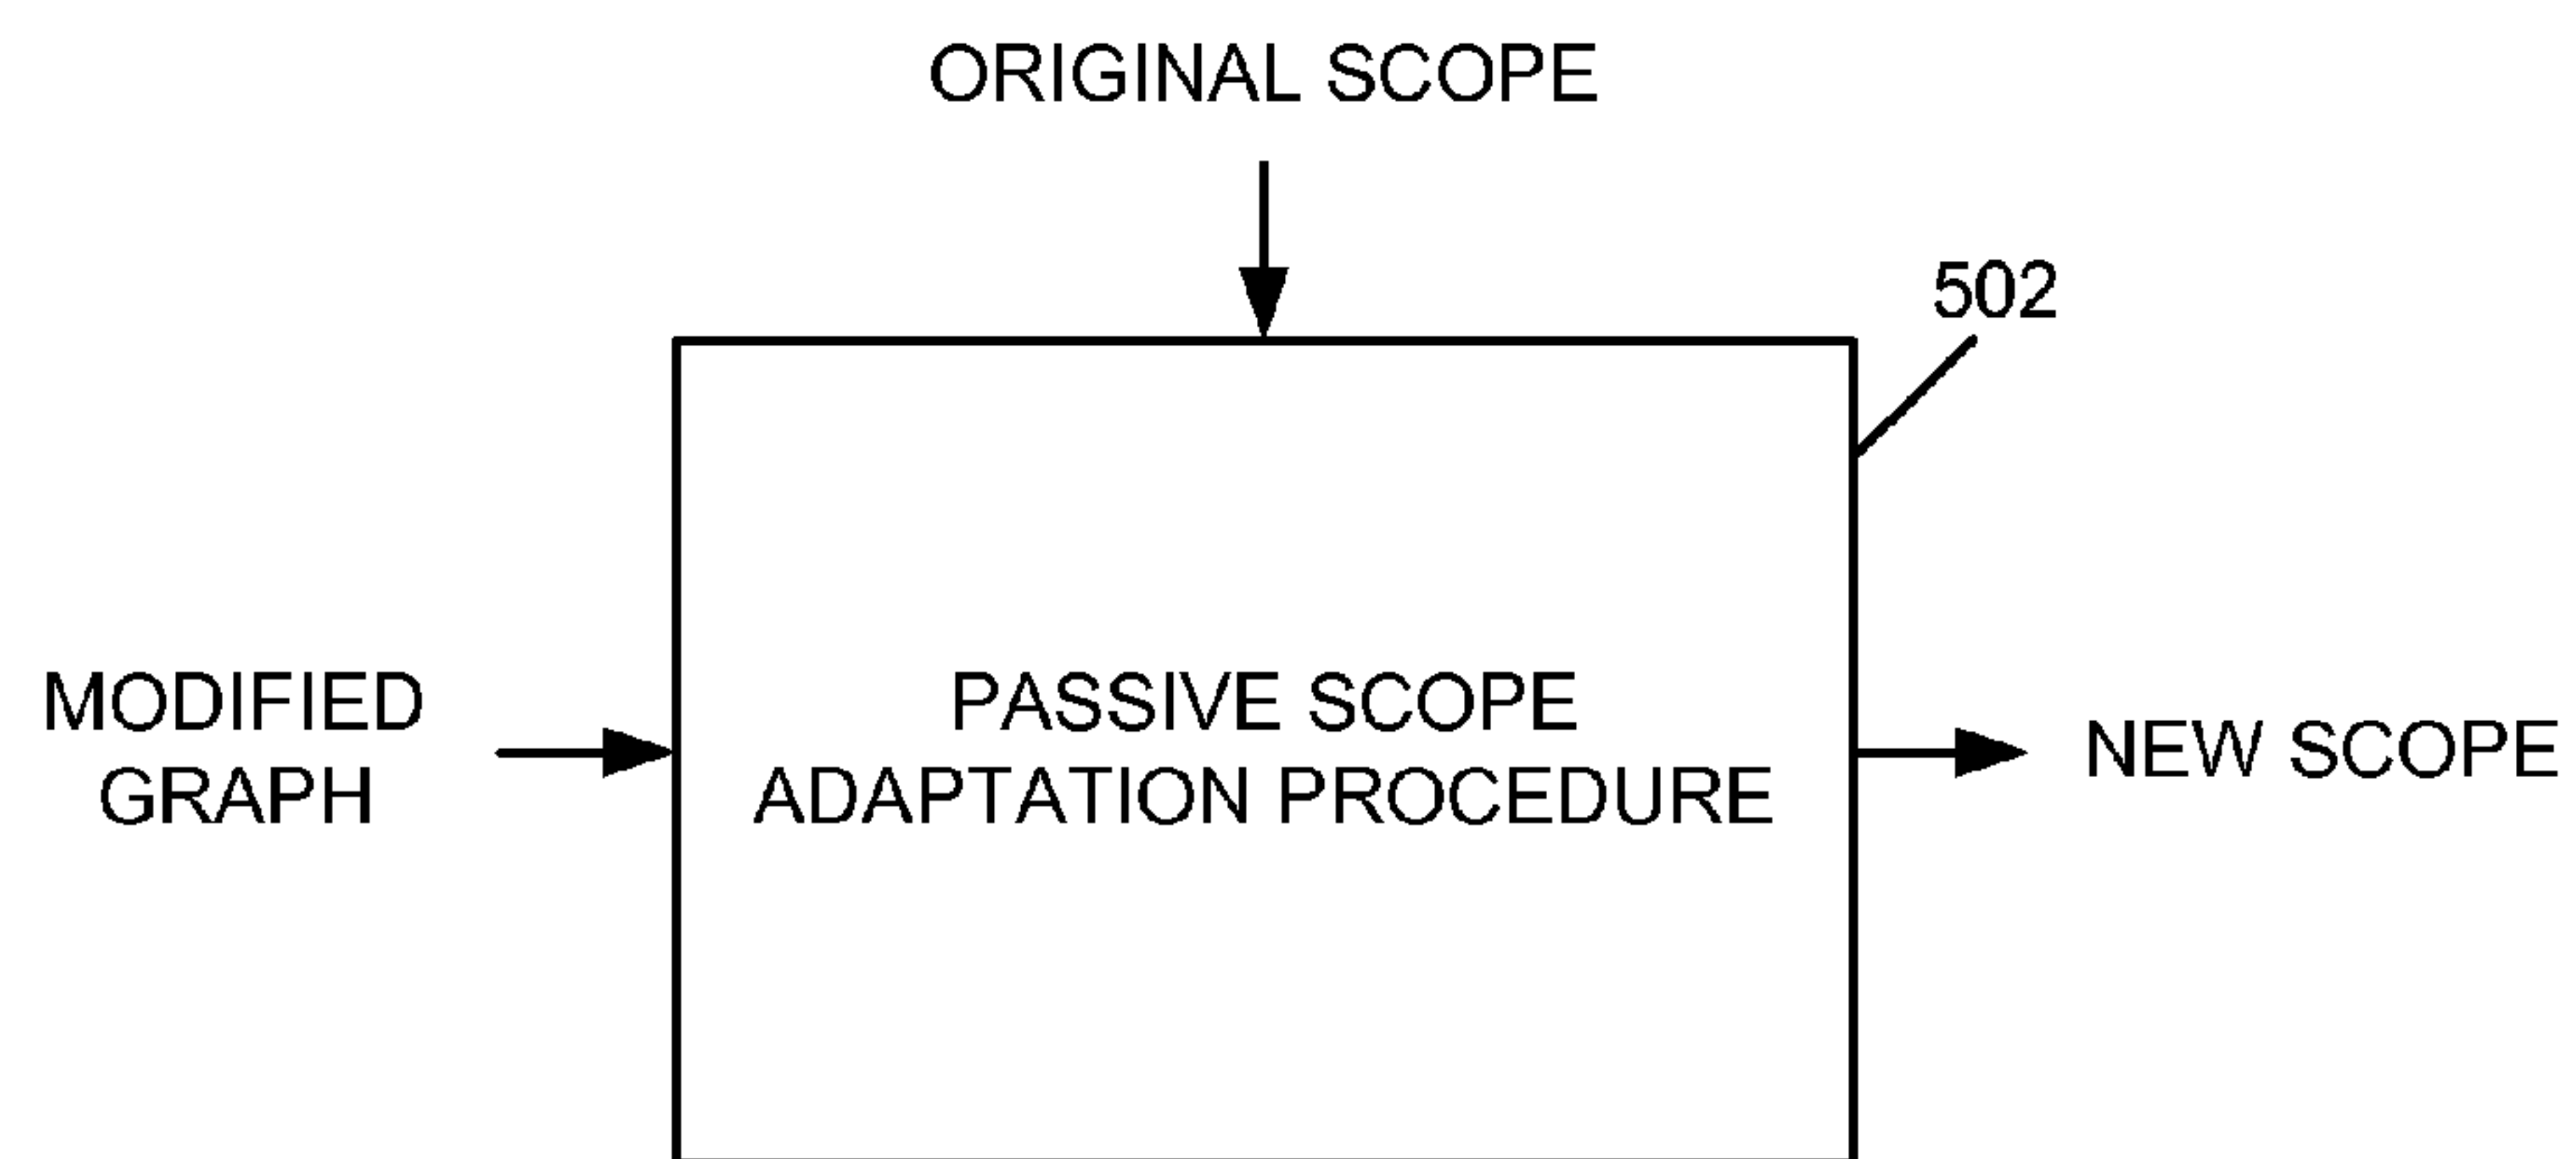 ORIGINAL SCOPE
502
MODIFIED
GRAPH
PASSIVE SCOPE
ADAPTATION PROCEDURE
NEW SCOPE